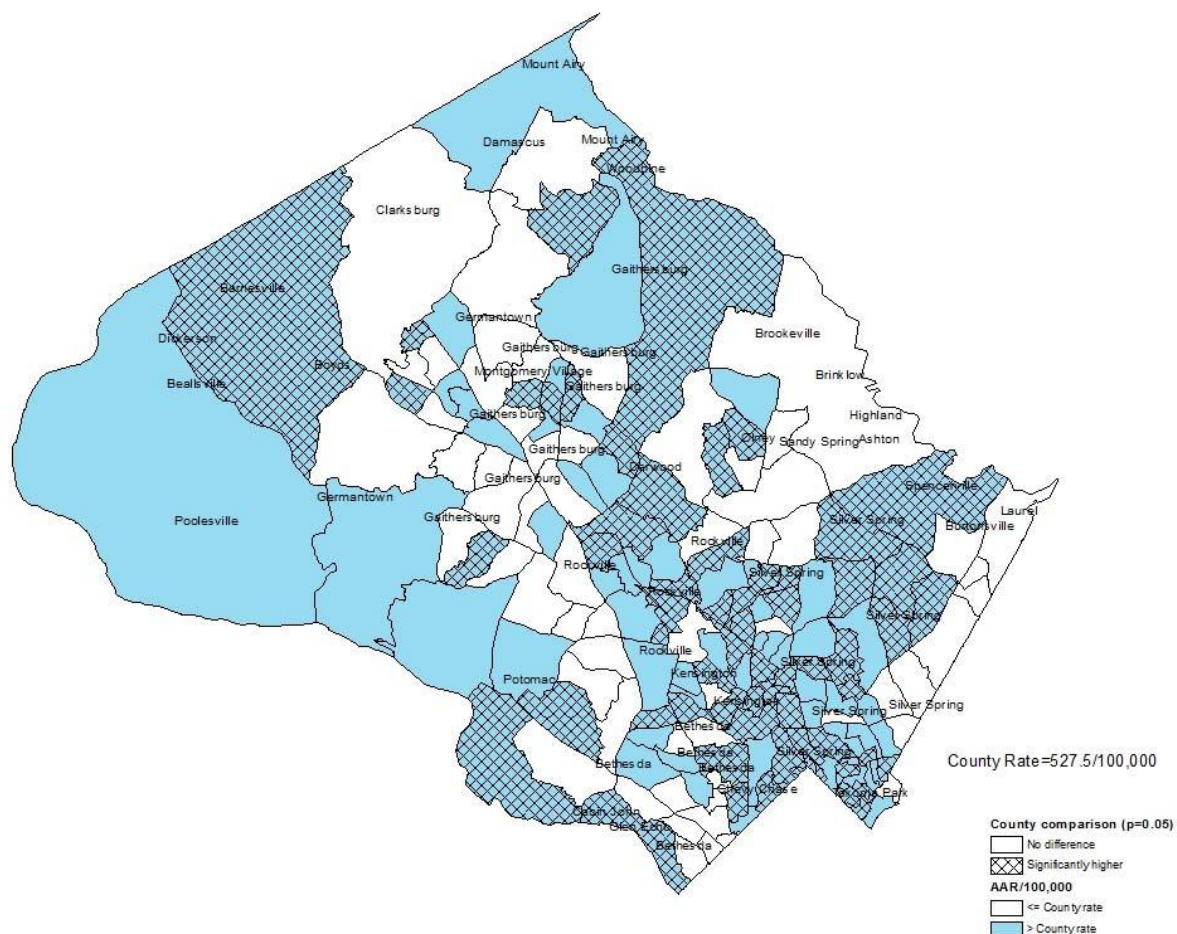 Mount Airy
Damascus
Mount Airy
Woodbine
Clarksburg
Gaithersburg
Barnesville
Germantown
Brookeville
Dickerson
Gaithersburg
Gaithersburg
Boyds
Montgomery Village
Brinklow
Beallsville
Gaithersburg
Gaithersburg
Highland
Olney
Sandy Spring
Ashton
Gaithersburg
Derwood
Gaithersburg
Spencerville
Germantown
Laurel
Poolesville
Gaithersburg
Silver Spring
Burtonsville
Rockville
Rockville
Silver Spring
Rockville
Silver Spring
Rockville
Silver Spring
Potomac
Kensington
Kensington
Silver Spring
Silver Spring
Bethesda
Bethesda
Silver Spring
Bethesda
Bethesda
County Rate=527.5/100,000
Chevy Chase
Takoma Park
Cabin John
Glen Echo
Bethesda
County comparison (p=0.05)
No difference
Significantly higher
AAR/100,000
<= County rate
> County rate